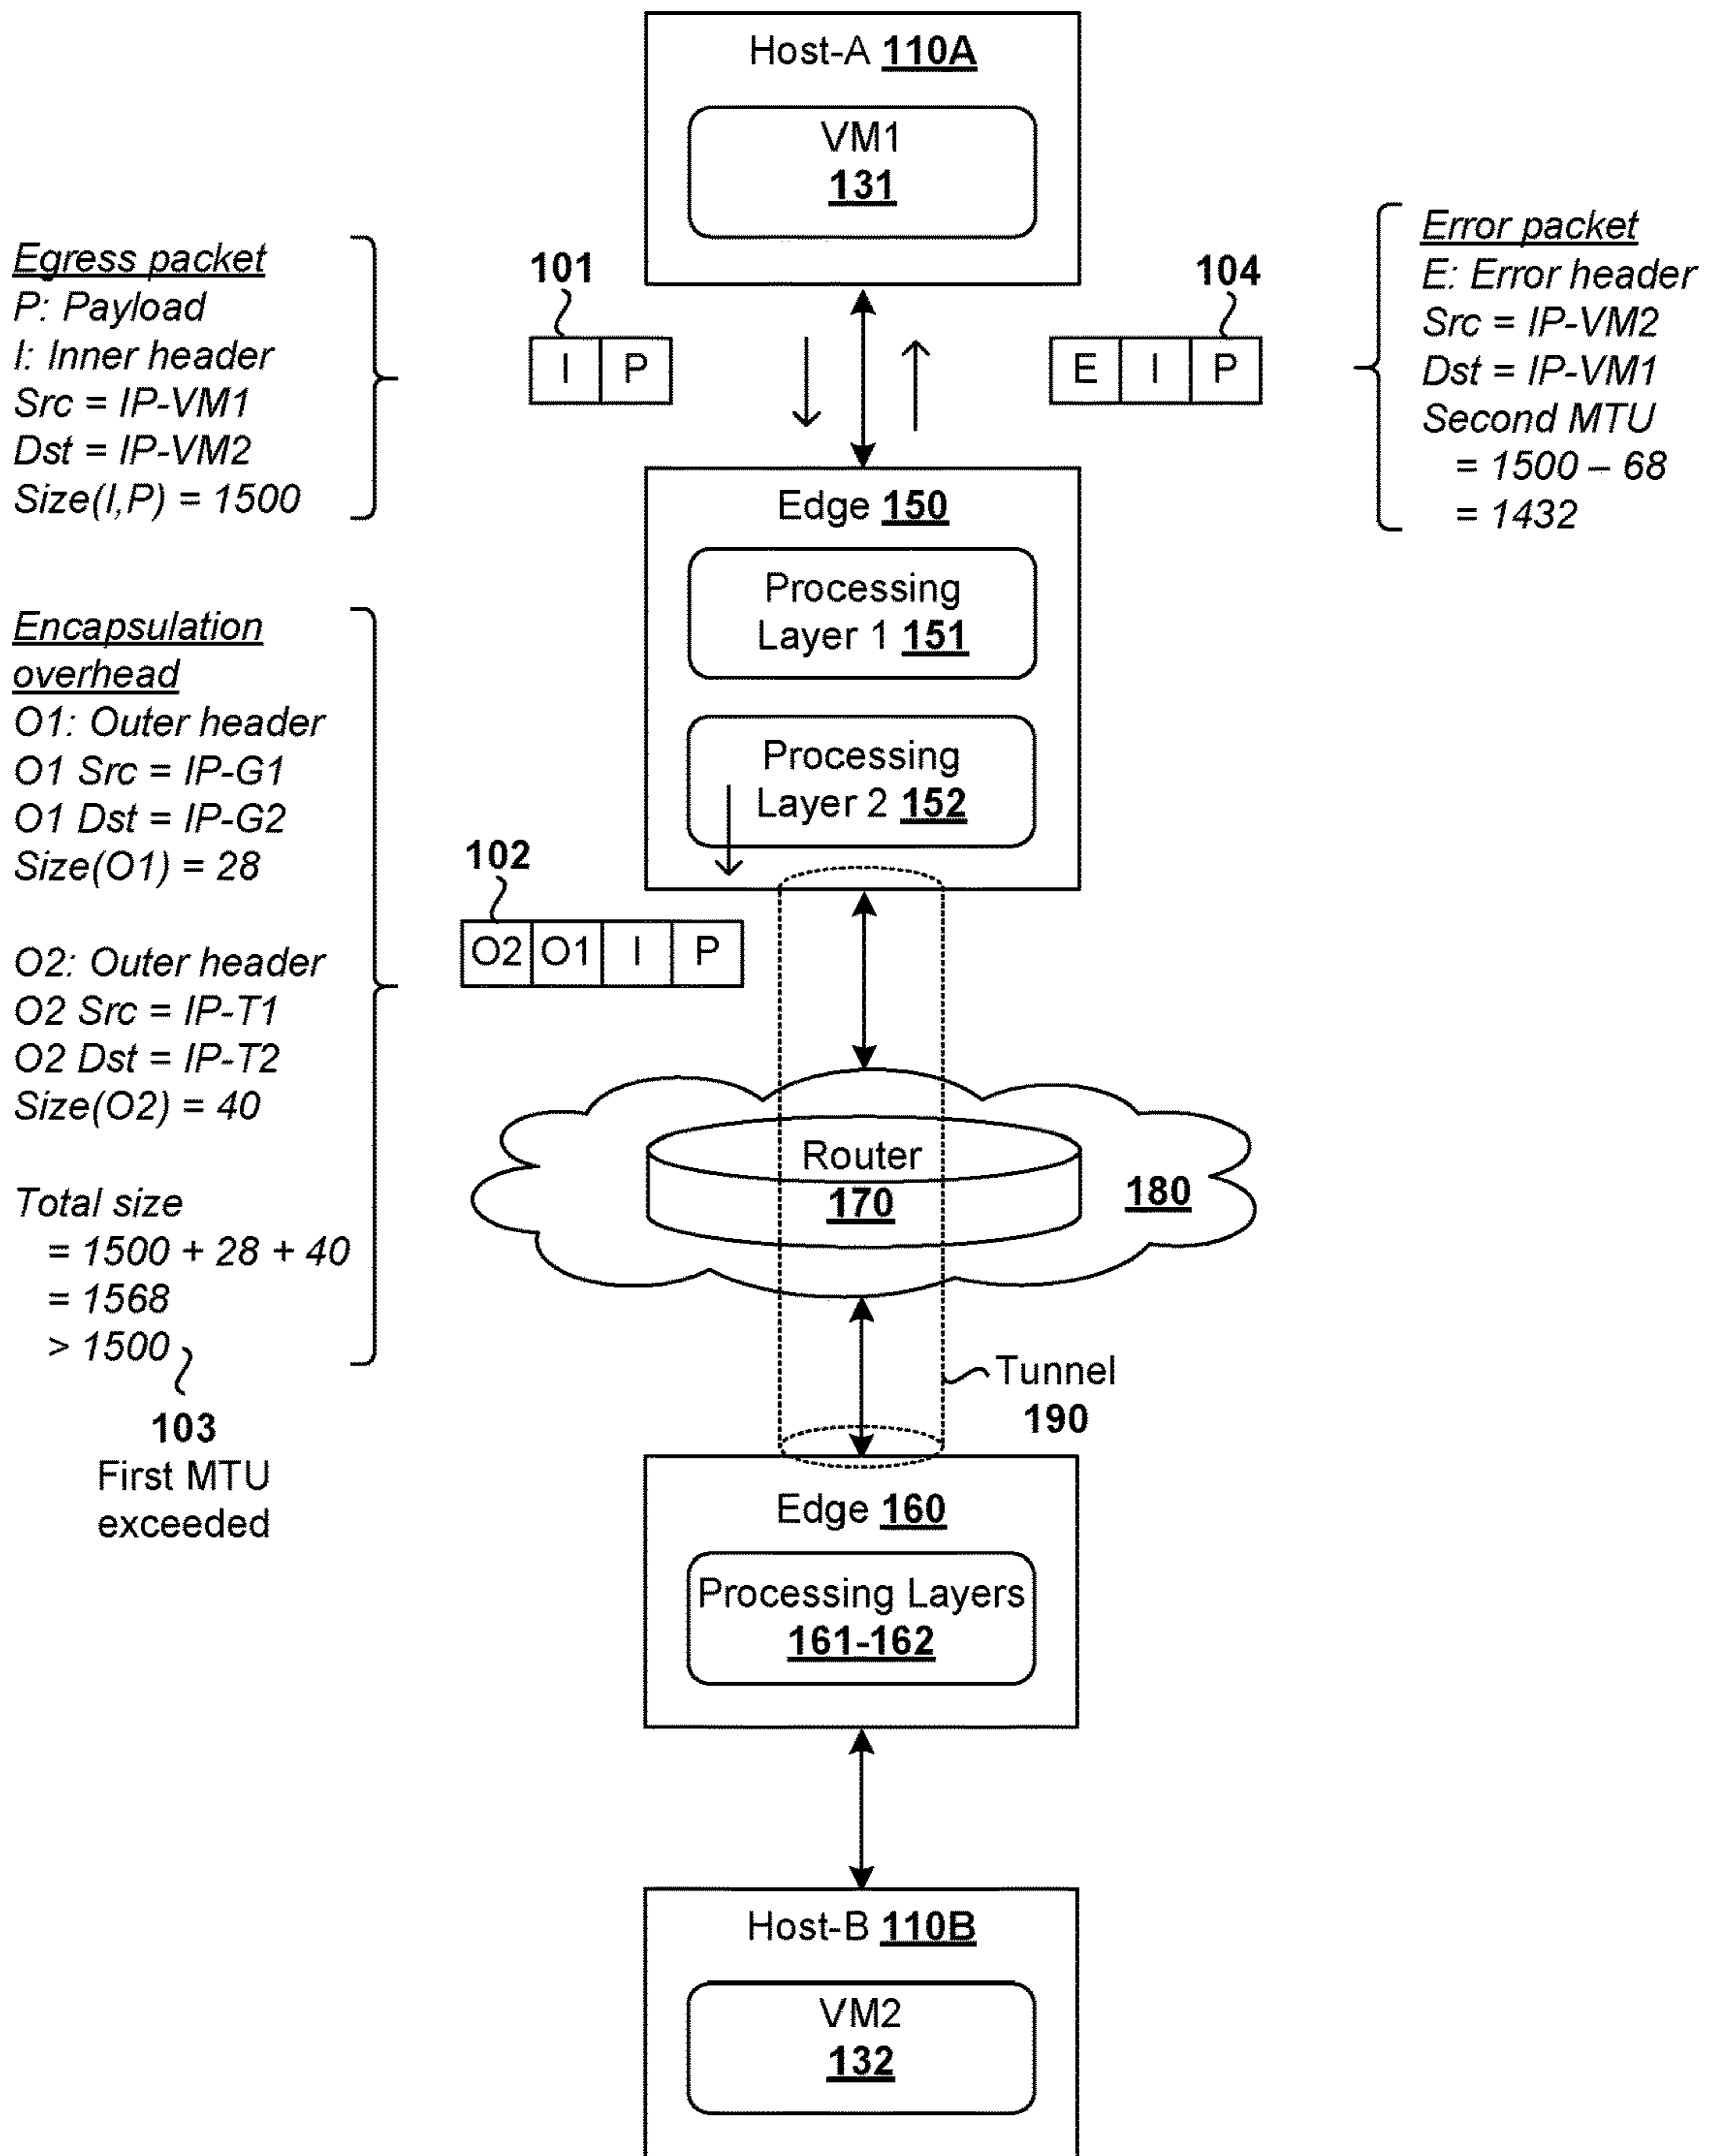 Host-A 110A
VM1
131
Egress packet
P: Payload
I: Inner header
Src = IP-VM1
Dst = IP-VM2
Size(I,P) = 1500
101
I P
104
E I P
Error packet
E: Error header
Src = IP-VM2
Dst = IP-VM1
Second MTU
= 1500 – 68
= 1432
Edge 150
Processing
Layer 1 151
Processing
Layer 2 152
Encapsulation
overhead
O1: Outer header
O1 Src = IP-G1
O1 Dst = IP-G2
Size(O1) = 28
O2: Outer header
O2 Src = IP-T1
O2 Dst = IP-T2
Size(O2) = 40
Total size
= 1500 + 28 + 40
= 1568
> 1500
103
First MTU
exceeded
102
O2 O1 I P
Router
170
180
Tunnel
190
Edge 160
Processing Layers
161-162
Host-B 110B
VM2
132